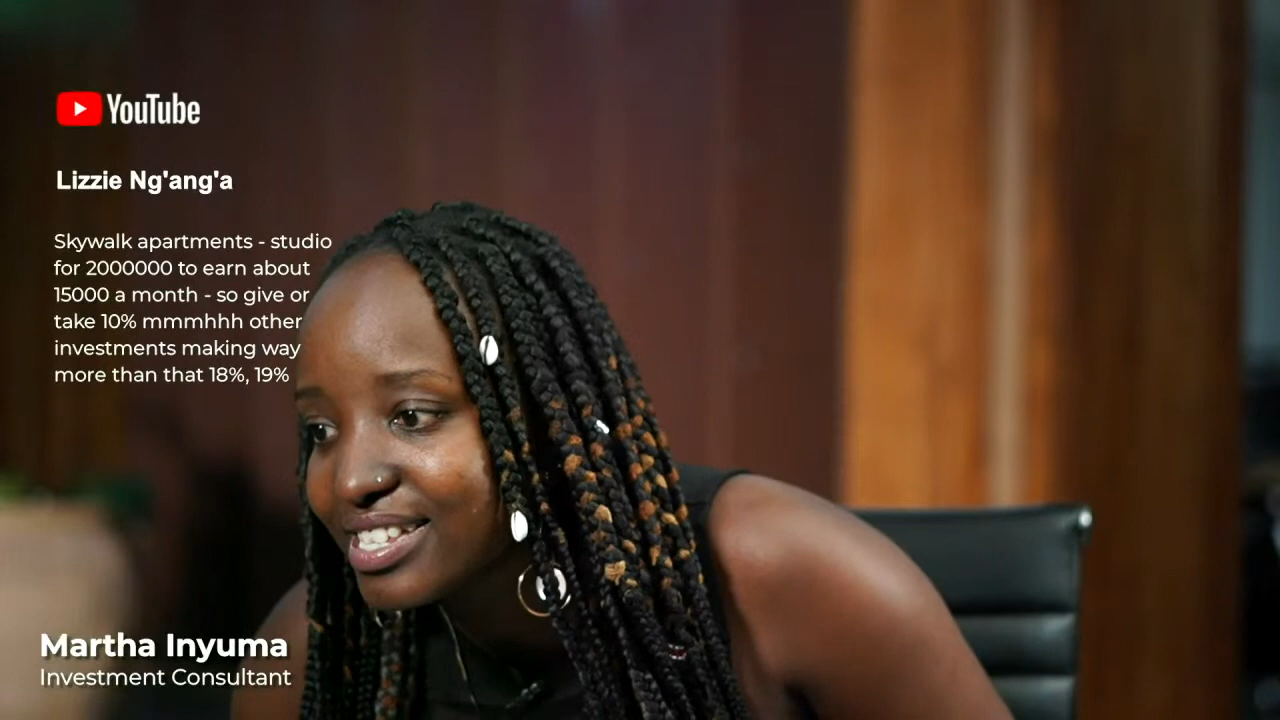 YouTube
Lizzie Ng'ang'a
Skywalk apartments - studio
for 2000000 to earn about
15000 a month - so give or
take 10% mmmhhh other
investments making way
more than that 18%, 19%
Martha Inyuma
Investment Consultant